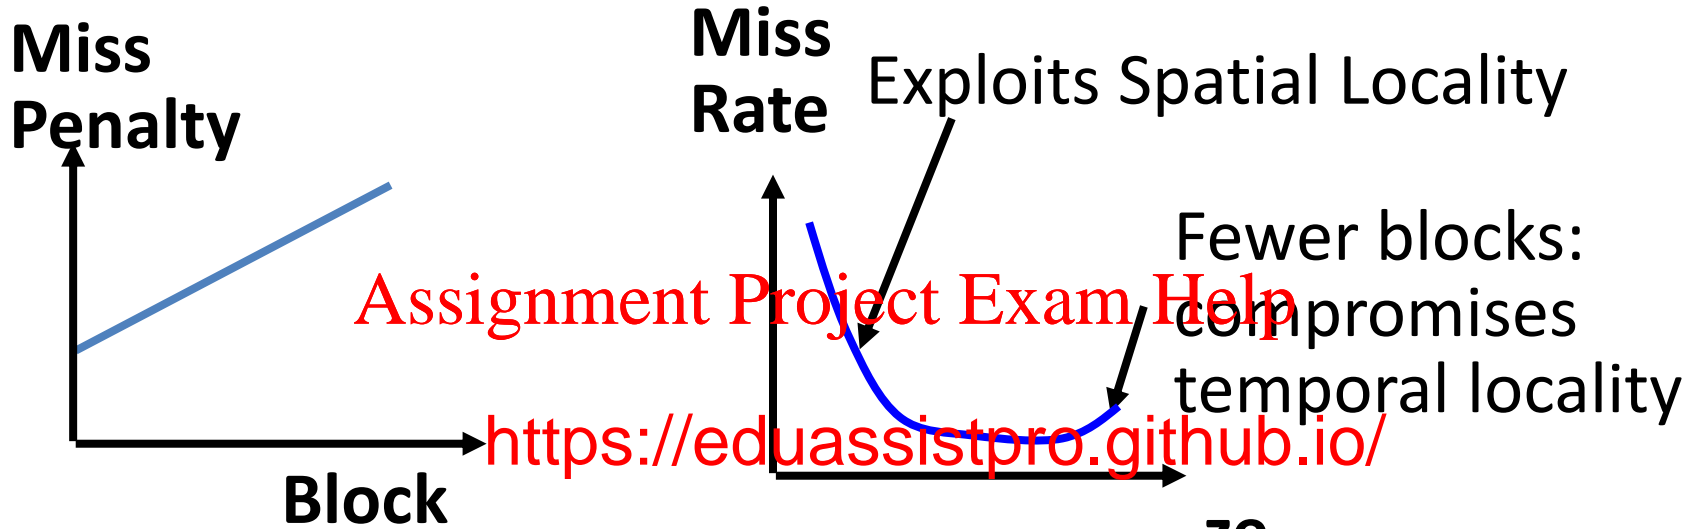 Miss
Penalty
Miss
Rate
Exploits Spatial Locality
Fewer blocks:
compromises
temporal locality
Assignment Project Exam Help
https://eduassistpro.github.io/
Block